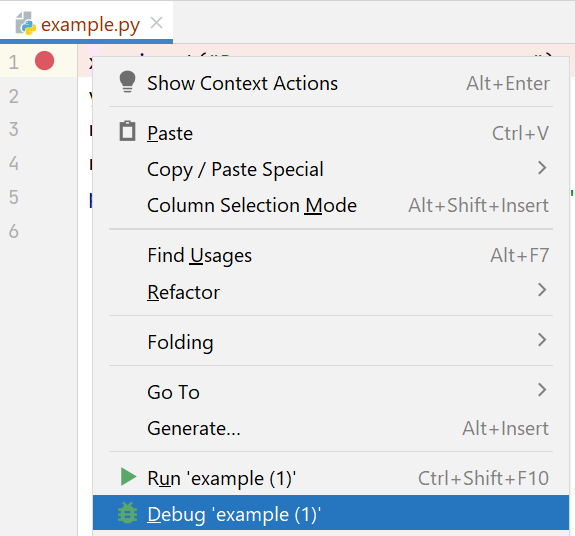 example.py
1
2
3
4
5
6
Show Context Actions Alt+Enter
Paste Ctrl+V
Copy / Paste Special
Column Selection Mode Alt+Shift+Insert
Find Usages Alt+F7
Refactor
Folding
Go To
Generate... Alt+Insert
Run 'example (1)' Ctrl+Shift+F10
Debug 'example (1)'